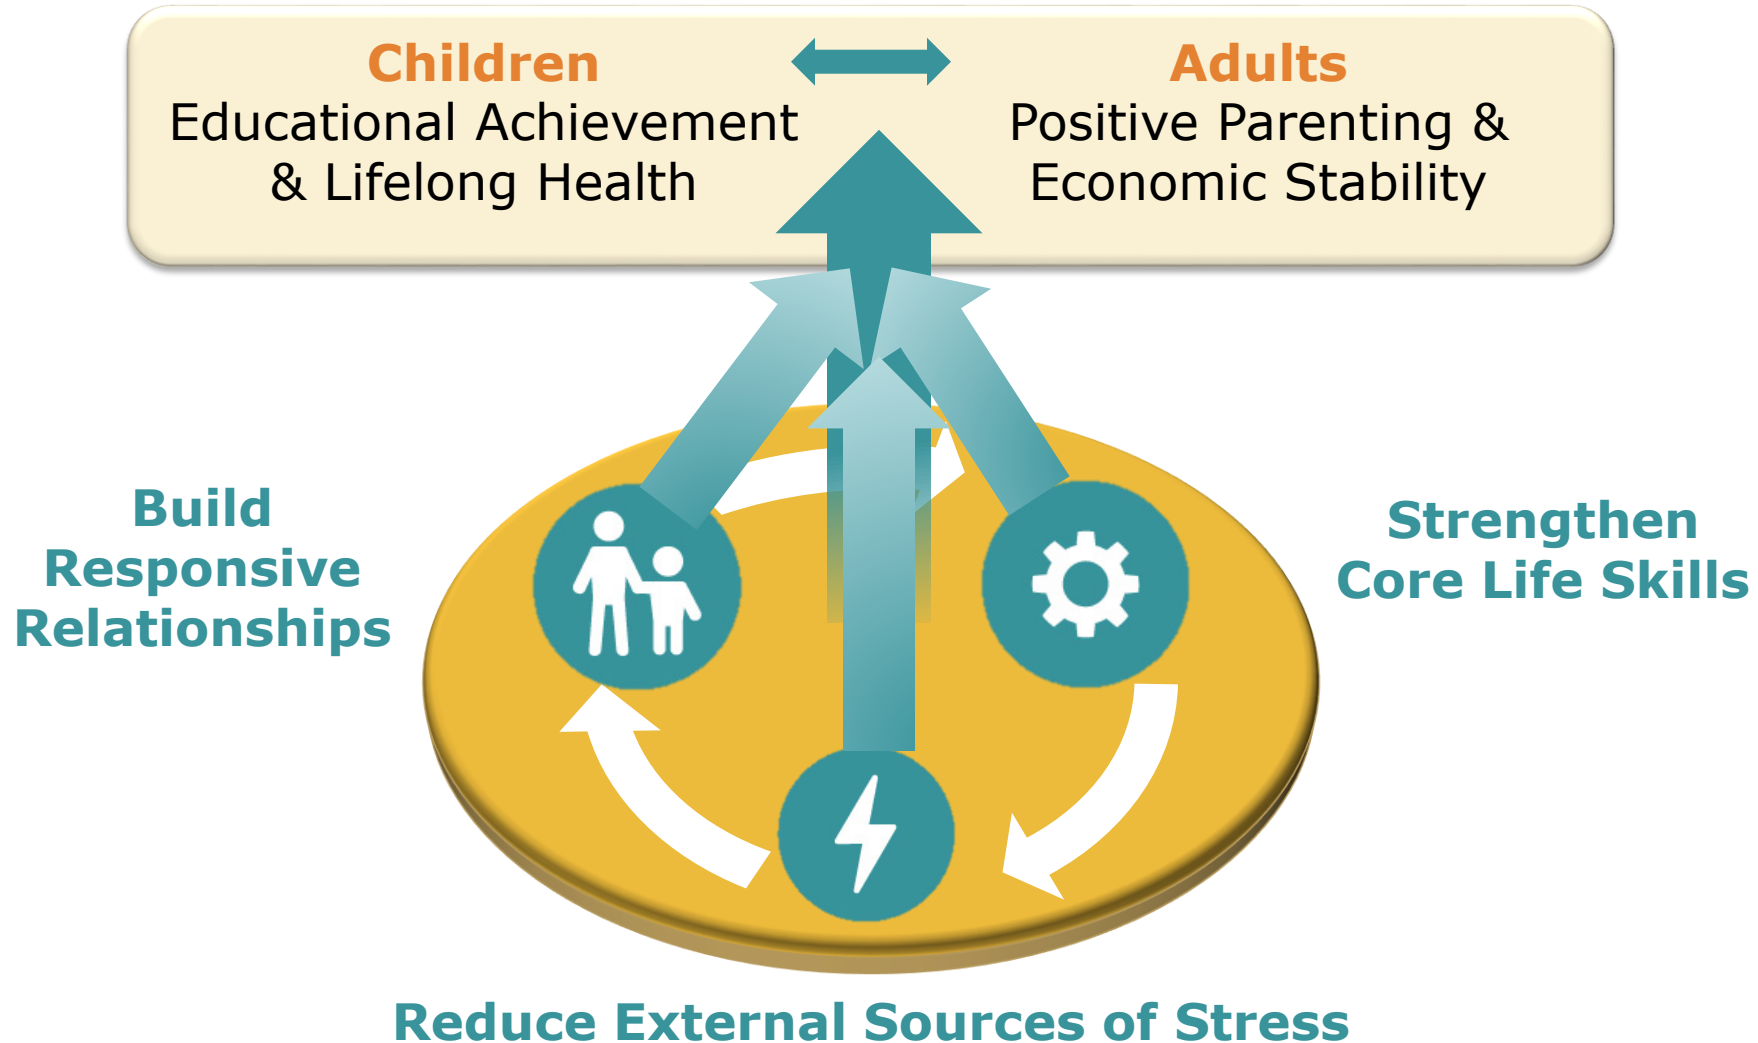 Children
Educational Achievement
& Lifelong Health
Adults
Positive Parenting &
Economic Stability
Build
Responsive
Relationships
Strengthen
Core Life Skills
Reduce External Sources of Stress